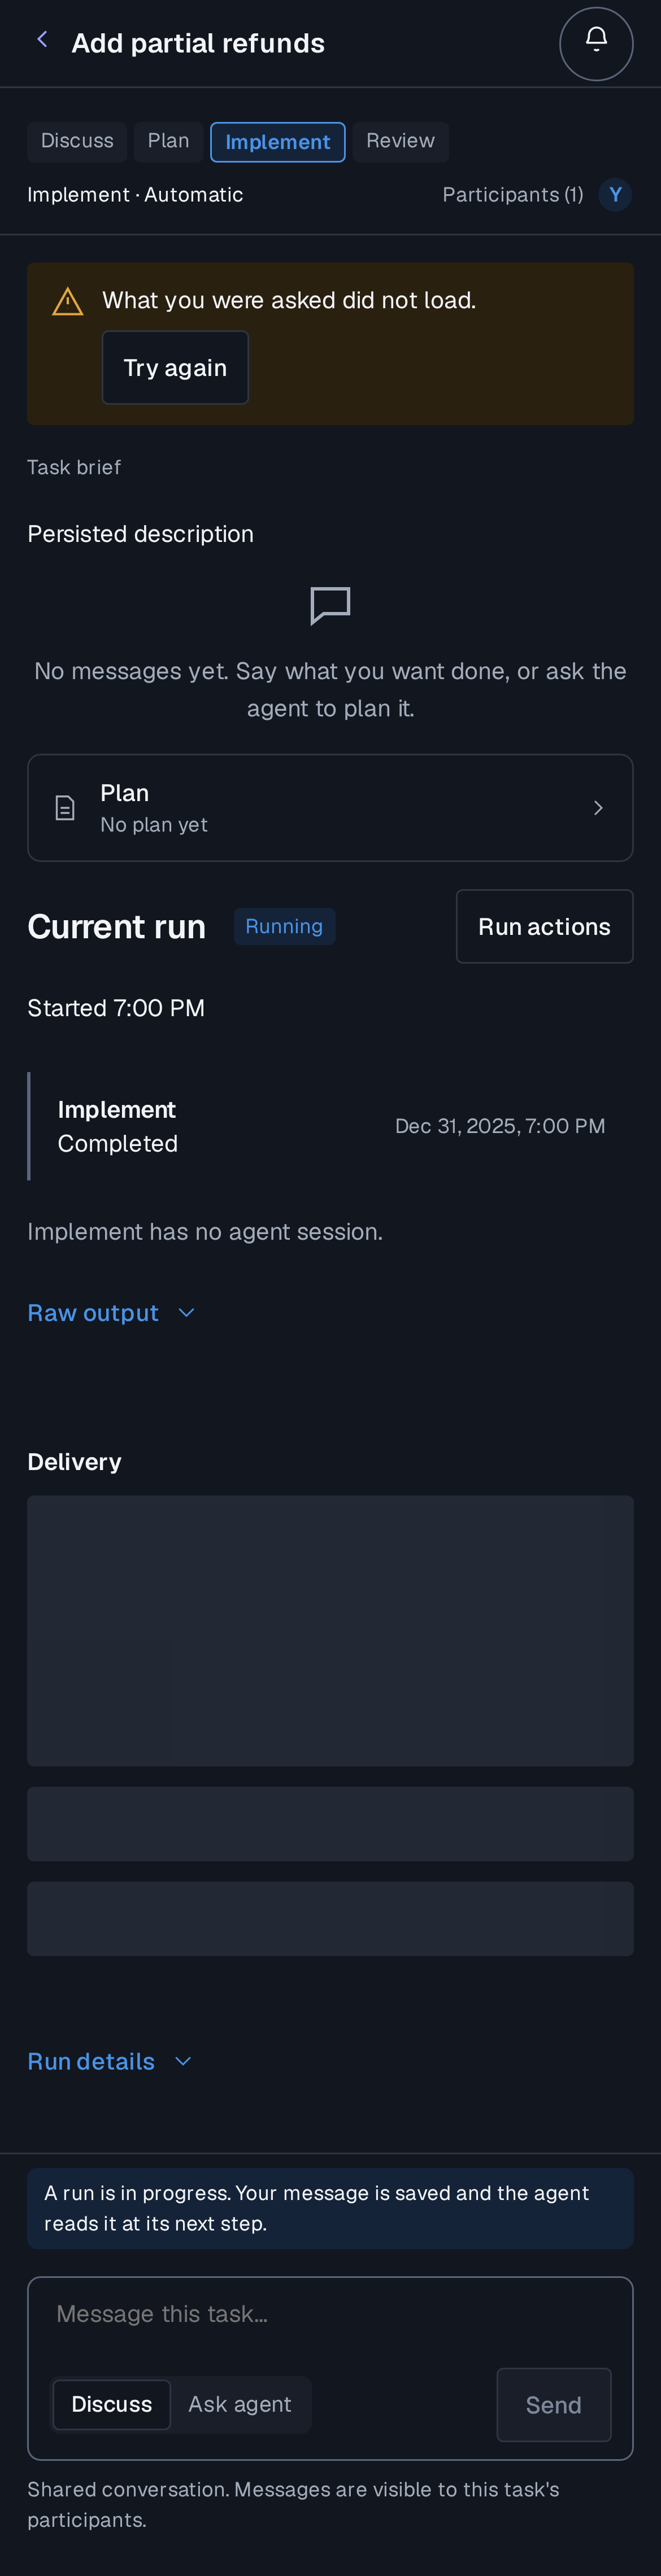 Add partial refunds
Discuss
Plan
Implement
Review
Implement · Automatic
Participants (1)
Y
What you were asked did not load.
Try again
Task brief
Persisted description
No messages yet. Say what you want done, or ask the
agent to plan it.
Plan
No plan yet
Current run
Running
Run actions
Started 7:00 PM
Implement
Completed
Dec 31, 2025, 7:00 PM
Implement has no agent session.
Raw output
Delivery
Run details
A run is in progress. Your message is saved and the agent
reads it at its next step.
Message this task…
Discuss
Ask agent
Send
Shared conversation. Messages are visible to this task's
participants.